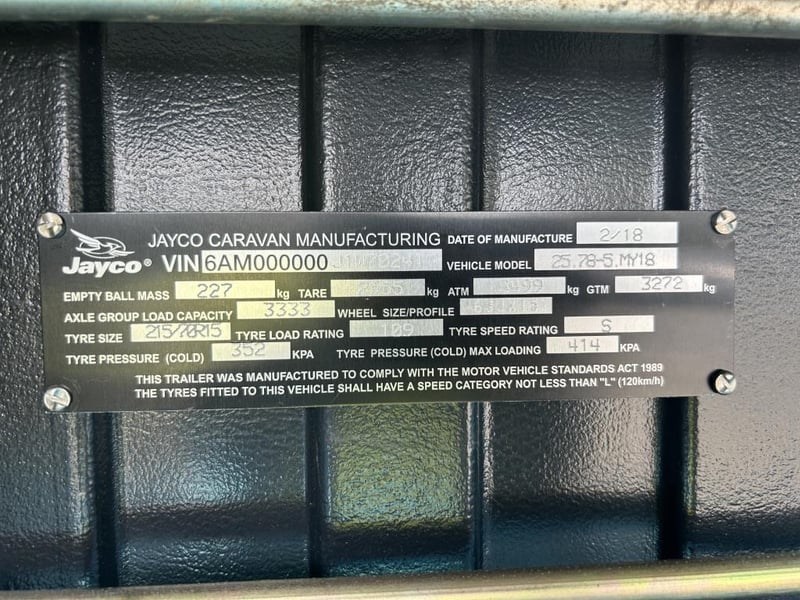 JAYCO CARAVAN MANUFACTURING DATE OF MANUFACTURE 2/18
Jayco® VIN 6AM000000 VEHICLE MODEL 25.78-5.MY18
EMPTY BALL MASS 227 kg TARE kg ATM kg GTM 3272 kg
AXLE GROUP LOAD CAPACITY 3333 WHEEL SIZE/PROFILE
TYRE SIZE 215/70R15 TYRE LOAD RATING 109 TYRE SPEED RATING S
TYRE PRESSURE (COLD) 352 KPA TYRE PRESSURE (COLD) MAX LOADING 414 KPA
THIS TRAILER WAS MANUFACTURED TO COMPLY WITH THE MOTOR VEHICLE STANDARDS ACT 1989
THE TYRES FITTED TO THIS VEHICLE SHALL HAVE A SPEED CATEGORY NOT LESS THAN "L" (120km/h)